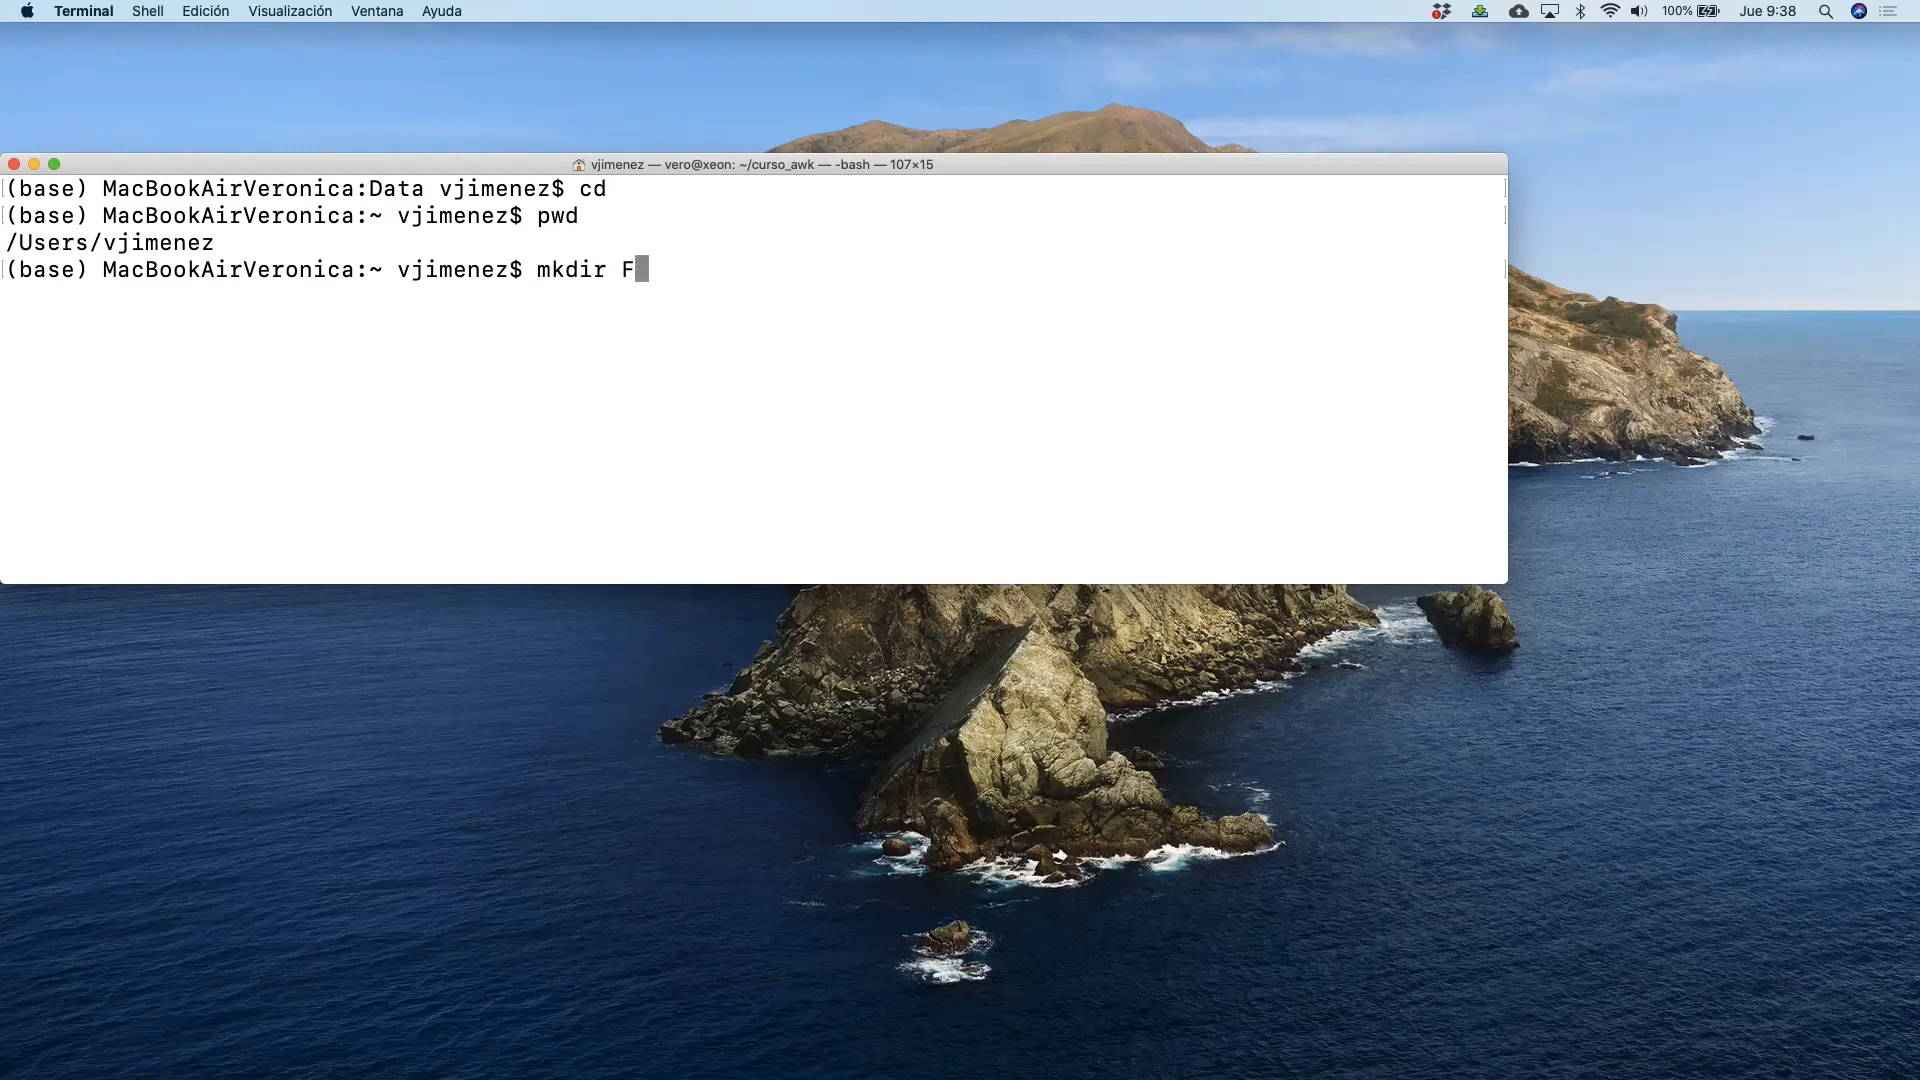 Terminal Shell Edición Visualización Ventana Ayuda 100% Jue 9:38
vjimenez — vero@xeon: ~/curso_awk — -bash — 107×15
(base) MacBookAirVeronica:Data vjimenez$ cd
(base) MacBookAirVeronica:~ vjimenez$ pwd
/Users/vjimenez
(base) MacBookAirVeronica:~ vjimenez$ mkdir F